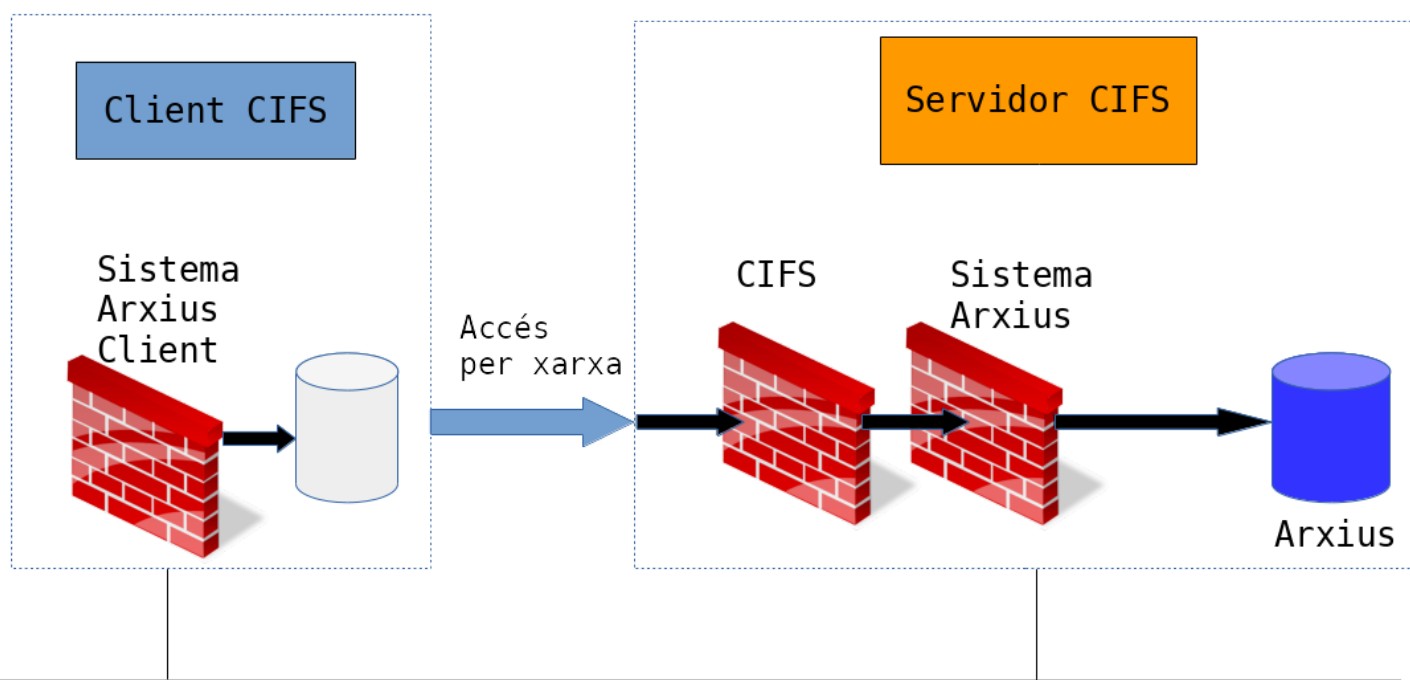 Client CIFS
Servidor CIFS
Sistema
Arxius
Client
Accés
per xarxa
CIFS
Sistema
Arxius
Arxius